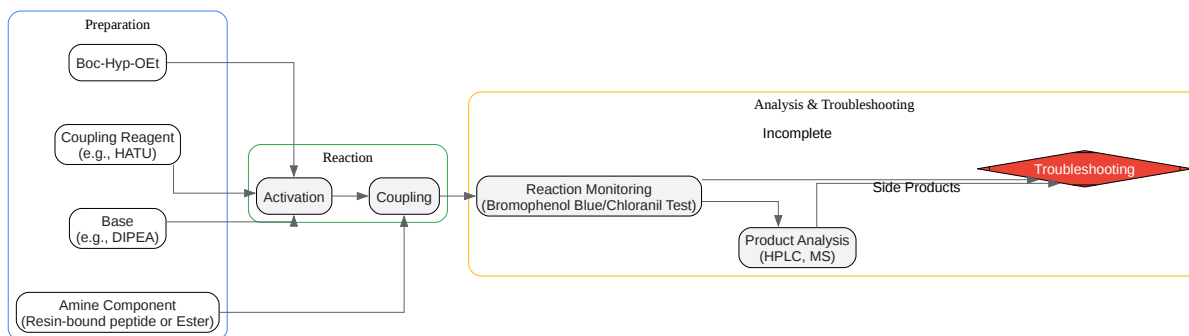 Preparation
Boc-Hyp-OEt
Coupling Reagent
(e.g., HATU)
Base
(e.g., DIPEA)
Amine Component
(Resin-bound peptide or Ester)
Reaction
Activation
Coupling
Analysis & Troubleshooting
Incomplete
Reaction Monitoring
(Bromophenol Blue/Chloranil Test)
Side Products
Troubleshooting
Product Analysis
(HPLC, MS)